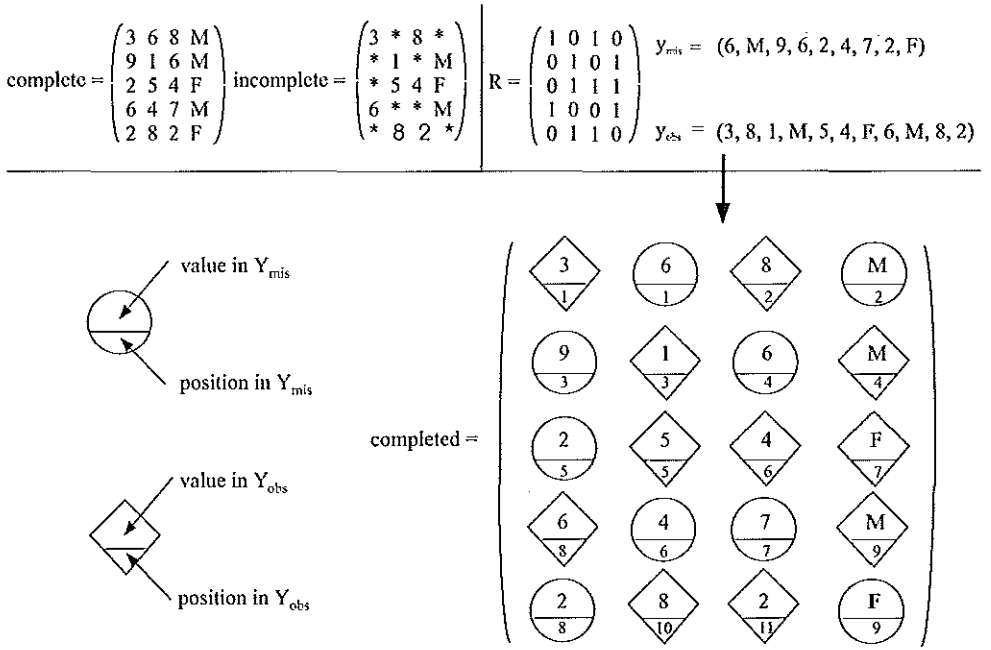 complete = ( 3 6 8 M
9 1 6 M
2 5 4 F
6 4 7 M
2 8 2 F )
incomplete = ( 3 * 8 *
* 1 * M
* 5 4 F
6 * * M
* 8 2 * )
R = ( 1 0 1 0
0 1 0 1
0 1 1 1
1 0 0 1
0 1 1 0 )
y_mis = (6, M, 9, 6, 2, 4, 7, 2, F)
y_obs = (3, 8, 1, M, 5, 4, F, 6, M, 8, 2)
value in Y_mis
position in Y_mis
value in Y_obs
position in Y_obs
completed =
3 6 8 M
1 1 2 2
9 1 6 M
3 3 4 4
2 5 4 F
5 5 6 7
6 4 7 M
8 6 7 9
2 8 2 F
8 10 11 9